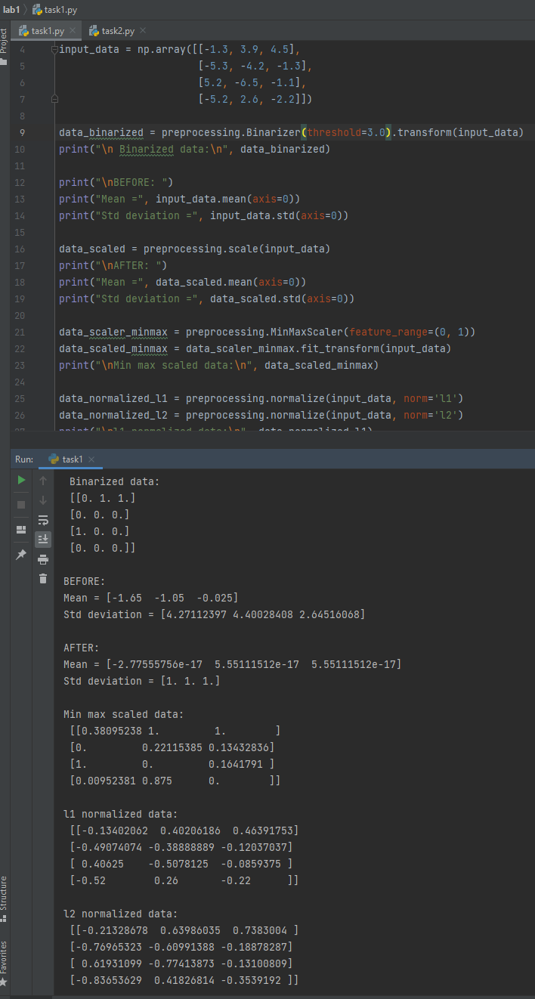 lab1 task1.py
task1.py task2.py
Project
4 input_data = np.array([[-1.3, 3.9, 4.5],
5 [-5.3, -4.2, -1.3],
6 [5.2, -6.5, -1.1],
7 [-5.2, 2.6, -2.2]])
8
9 data_binarized = preprocessing.Binarizer(threshold=3.0).transform(input_data)
10 print("\n Binarized data:\n", data_binarized)
11
12 print("\nBEFORE: ")
13 print("Mean =", input_data.mean(axis=0))
14 print("Std deviation =", input_data.std(axis=0))
15
16 data_scaled = preprocessing.scale(input_data)
17 print("\nAFTER: ")
18 print("Mean =", data_scaled.mean(axis=0))
19 print("Std deviation =", data_scaled.std(axis=0))
20
21 data_scaler_minmax = preprocessing.MinMaxScaler(feature_range=(0, 1))
22 data_scaled_minmax = data_scaler_minmax.fit_transform(input_data)
23 print("\nMin max scaled data:\n", data_scaled_minmax)
24
25 data_normalized_l1 = preprocessing.normalize(input_data, norm='l1')
26 data_normalized_l2 = preprocessing.normalize(input_data, norm='l2')
27 print("\nl1 normalized data:\n", data_normalized_l1)
Run: task1
Binarized data:
[[0. 1. 1.]
[0. 0. 0.]
[1. 0. 0.]
[0. 0. 0.]]
BEFORE:
Mean = [-1.65 -1.05 -0.025]
Std deviation = [4.27112397 4.40028408 2.64516068]
AFTER:
Mean = [-2.77555756e-17 5.55111512e-17 5.55111512e-17]
Std deviation = [1. 1. 1.]
Min max scaled data:
[[0.38095238 1. 1. ]
[0. 0.22115385 0.13432836]
[1. 0. 0.1641791 ]
[0.00952381 0.875 0. ]]
l1 normalized data:
[[-0.13402062 0.40206186 0.46391753]
[-0.49074074 -0.38888889 -0.12037037]
[ 0.40625 -0.5078125 -0.0859375 ]
[-0.52 0.26 -0.22 ]]
l2 normalized data:
[[-0.21328678 0.63986035 0.7383004 ]
[-0.76965323 -0.60991388 -0.18878287]
[ 0.61931099 -0.77413873 -0.13100809]
[-0.83653629 0.41826814 -0.3539192 ]]
Structure
Favorites